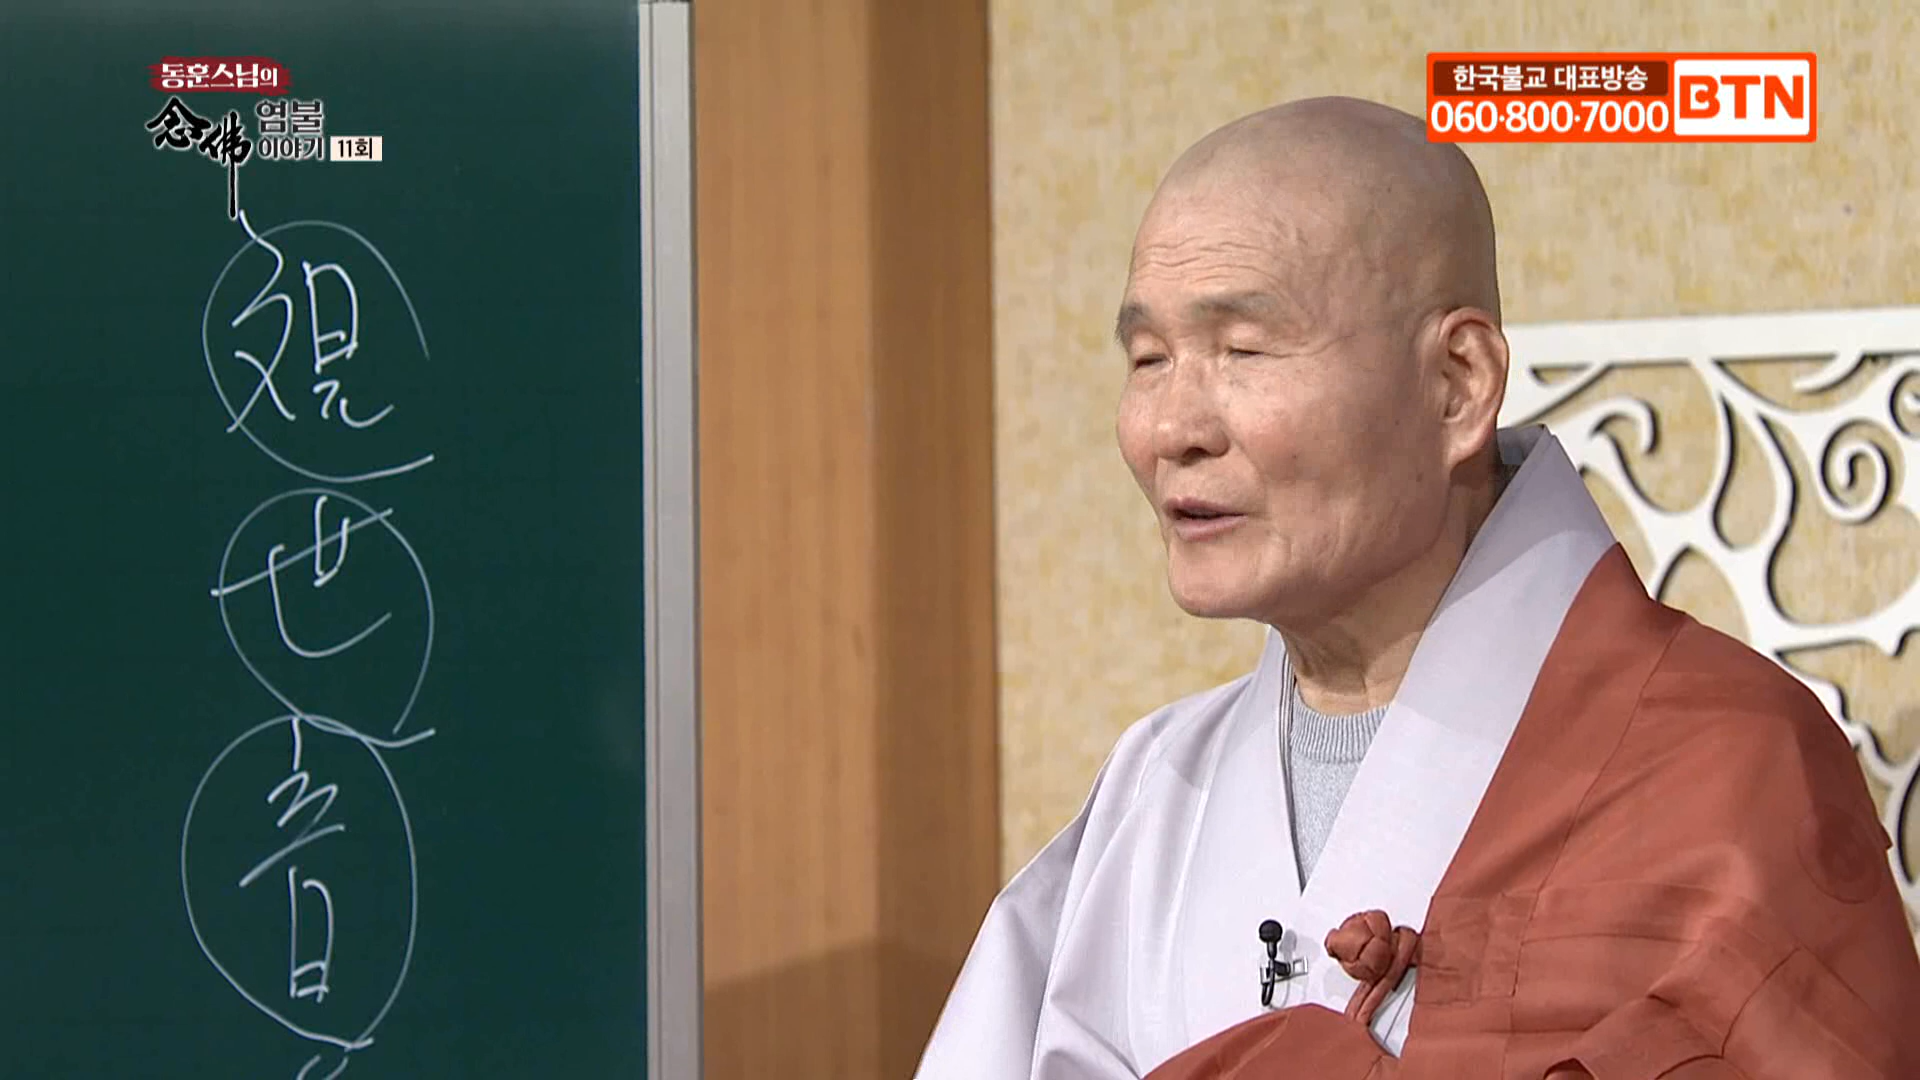 동훈스님의
念佛 염불
이야기 11회
한국불교 대표방송
060·800·7000
BTN
觀
世
音